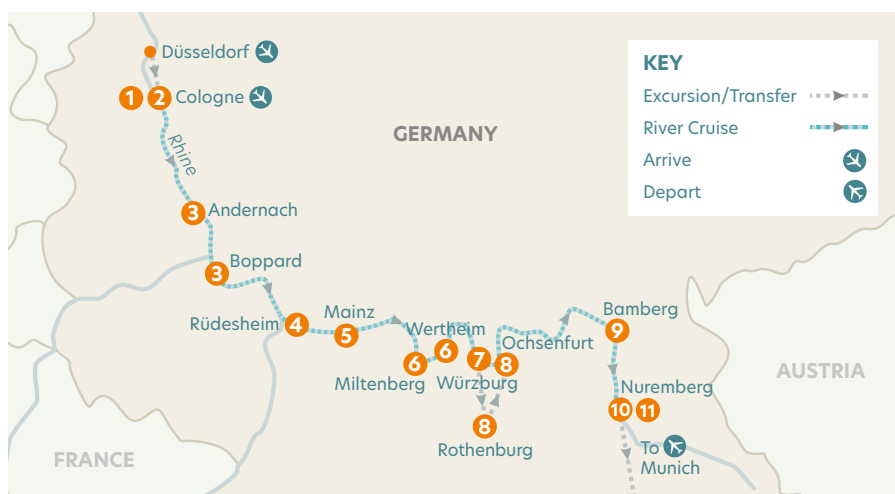 Düsseldorf
1
2
Cologne
Rhine
GERMANY
KEY
Excursion/Transfer
River Cruise
Arrive
Depart
3
Andernach
3
Boppard
Rüdesheim
4
Mainz
5
Wertheim
6
6
Miltenberg
7
Würzburg
8
Ochsenfurt
8
Rothenburg
Bamberg
9
Nuremberg
10
11
To
Munich
AUSTRIA
FRANCE